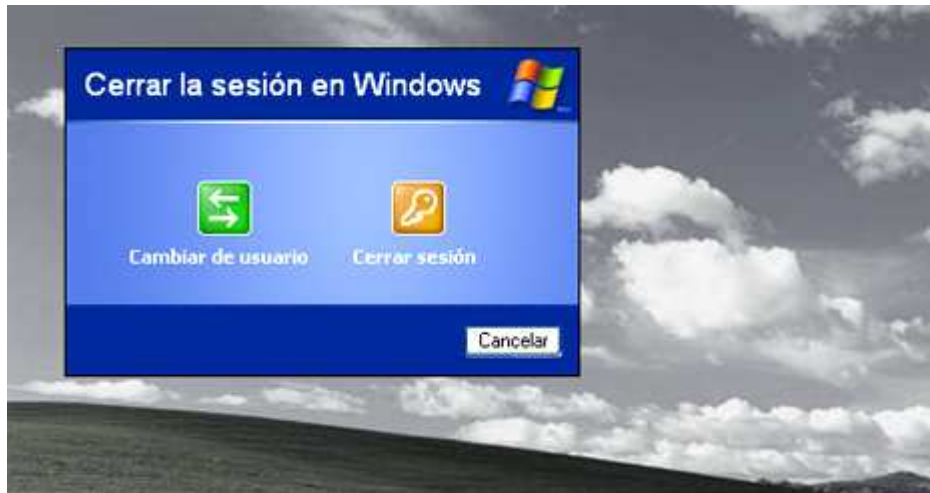 Cerrar la sesión en Windows
Cambiar de usuario
Cerrar sesión
Cancelar